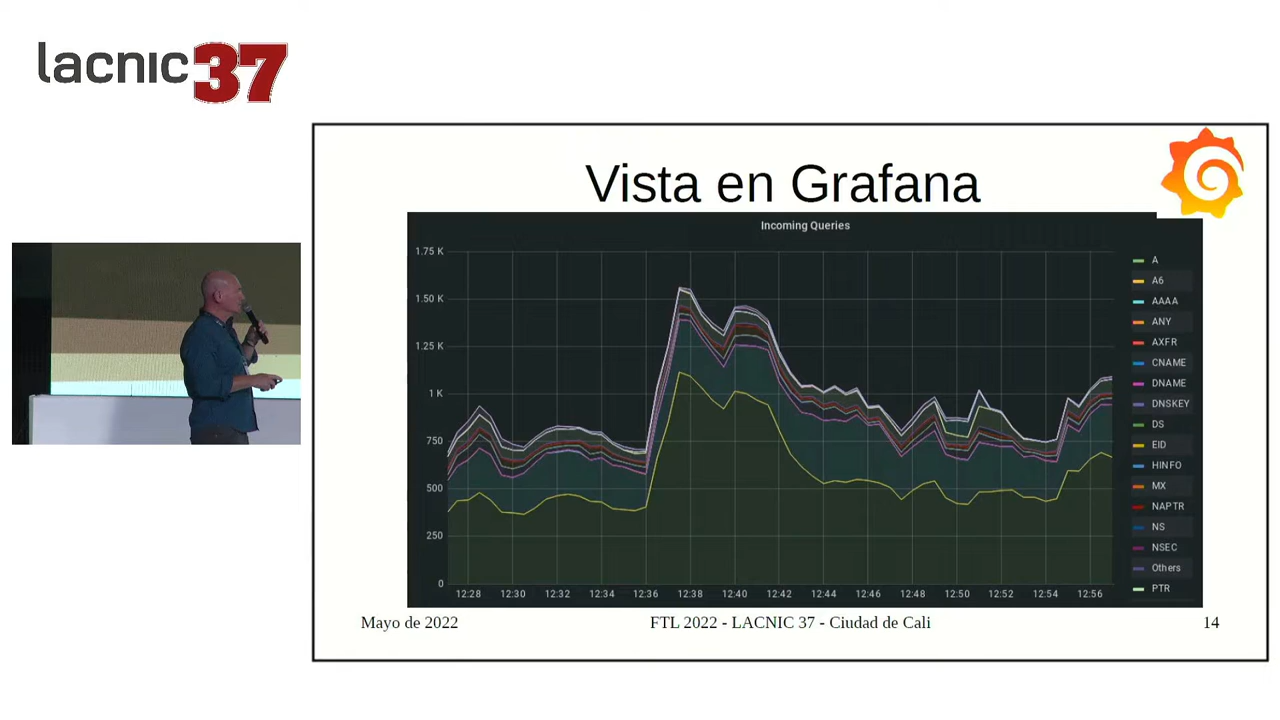 lacnic37
Vista en Grafana
Incoming Queries
1.75 K
1.50 K
1.25 K
1 K
750
500
250
0
12:28 12:30 12:32 12:34 12:36 12:38 12:40 12:42 12:44 12:46 12:48 12:50 12:52 12:54 12:56
A
A6
AAAA
ANY
AXFR
CNAME
DNAME
DNSKEY
DS
EID
HINFO
MX
NAPTR
NS
NSEC
Others
PTR
Mayo de 2022 FTL 2022 - LACNIC 37 - Ciudad de Cali 14